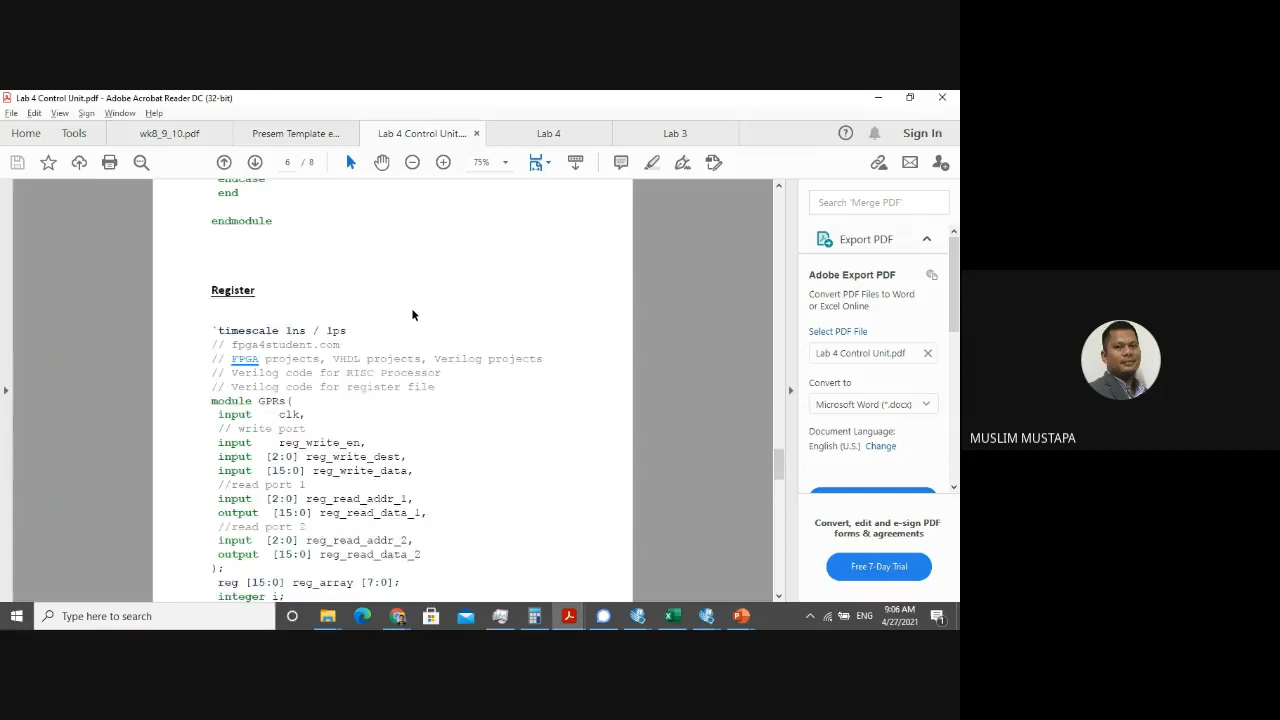 Lab 4 Control Unit.pdf - Adobe Acrobat Reader DC (32-bit)
File Edit View Sign Window Help
Home Tools wk8_9_10.pdf Presem Template e... Lab 4 Control Unit.... × Lab 4 Lab 3 Sign In
6 / 8 75%
endcase
end
endmodule
Register
`timescale 1ns / 1ps
// fpga4student.com
// FPGA projects, VHDL projects, Verilog projects
// Verilog code for RISC Processor
// Verilog code for register file
module GPRs(
input clk,
// write port
input reg_write_en,
input [2:0] reg_write_dest,
input [15:0] reg_write_data,
//read port 1
input [2:0] reg_read_addr_1,
output [15:0] reg_read_data_1,
//read port 2
input [2:0] reg_read_addr_2,
output [15:0] reg_read_data_2
);
reg [15:0] reg_array [7:0];
integer i;
Search 'Merge PDF'
Export PDF
Adobe Export PDF
Convert PDF Files to Word
or Excel Online
Select PDF File
Lab 4 Control Unit.pdf
Convert to
Microsoft Word (*.docx)
Document Language:
English (U.S.) Change
Convert, edit and e-sign PDF
forms & agreements
Free 7-Day Trial
Type here to search
ENG
9:06 AM
4/27/2021
1
MUSLIM MUSTAPA